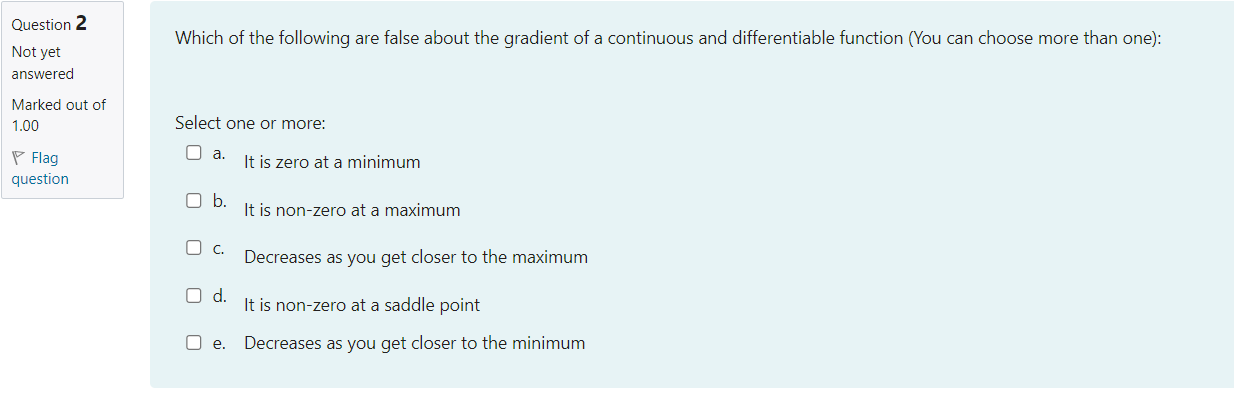 Question 2
Not yet
answered
Marked out of
1.00
Flag
question
Which of the following are false about the gradient of a continuous and differentiable function (You can choose more than one):
Select one or more:
a. It is zero at a minimum
b. It is non-zero at a maximum
c. Decreases as you get closer to the maximum
d. It is non-zero at a saddle point
e. Decreases as you get closer to the minimum